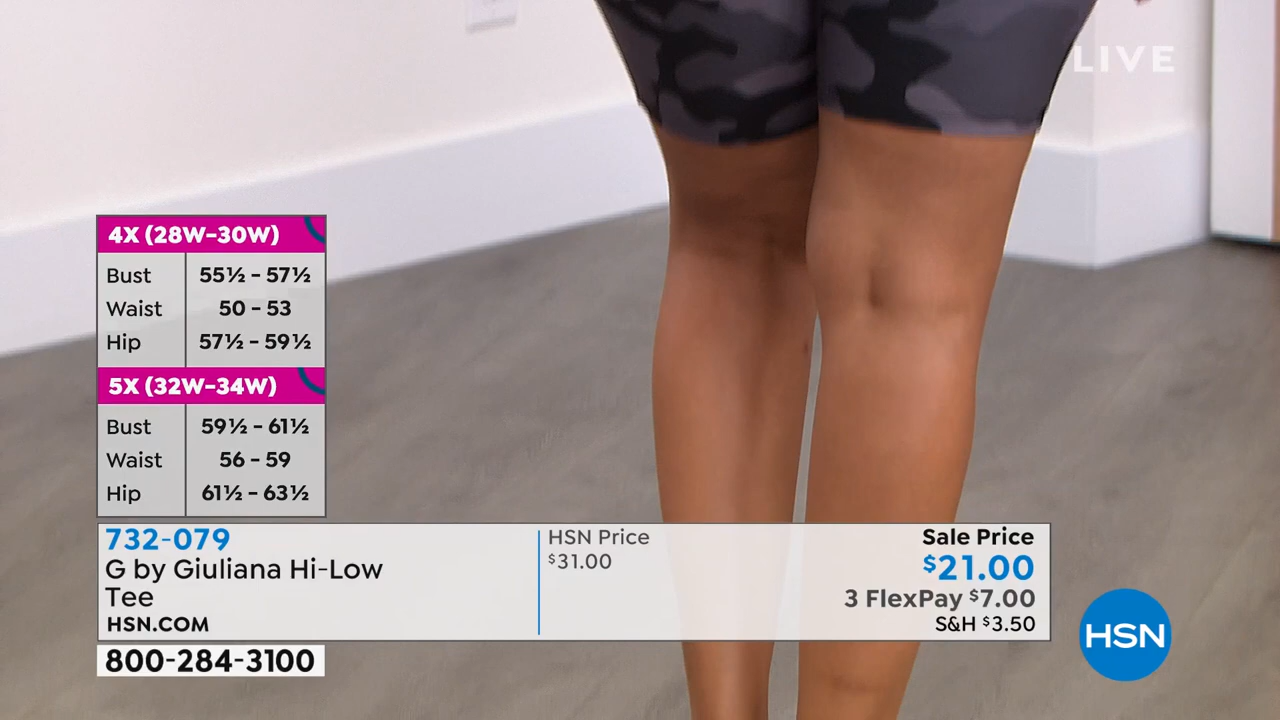 LIVE
4X (28W-30W)
Bust 55½ - 57½
Waist 50 - 53
Hip 57½ - 59½
5X (32W-34W)
Bust 59½ - 61½
Waist 56 - 59
Hip 61½ - 63½
732-079
G by Giuliana Hi-Low
Tee
HSN.COM
HSN Price
$31.00
Sale Price
$21.00
3 FlexPay $7.00
S&H $3.50
800-284-3100
HSN